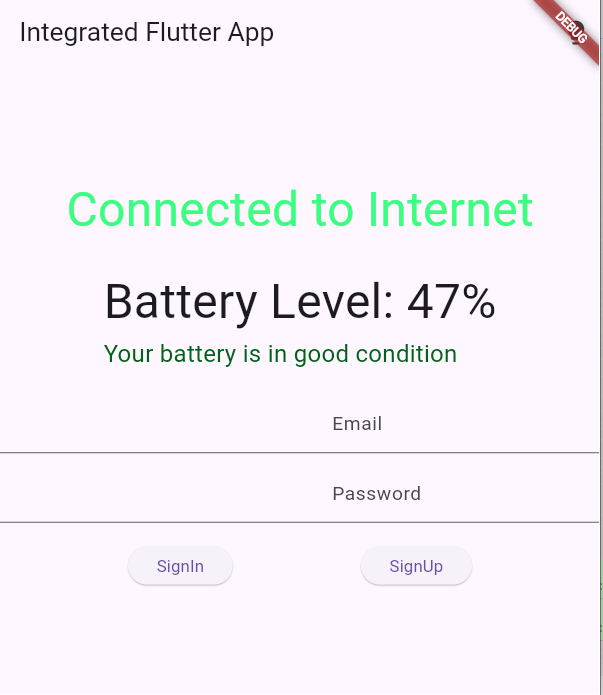 Integrated Flutter App
DEBUG
Connected to Internet
Battery Level: 47%
Your battery is in good condition
Email
Password
SignIn
SignUp